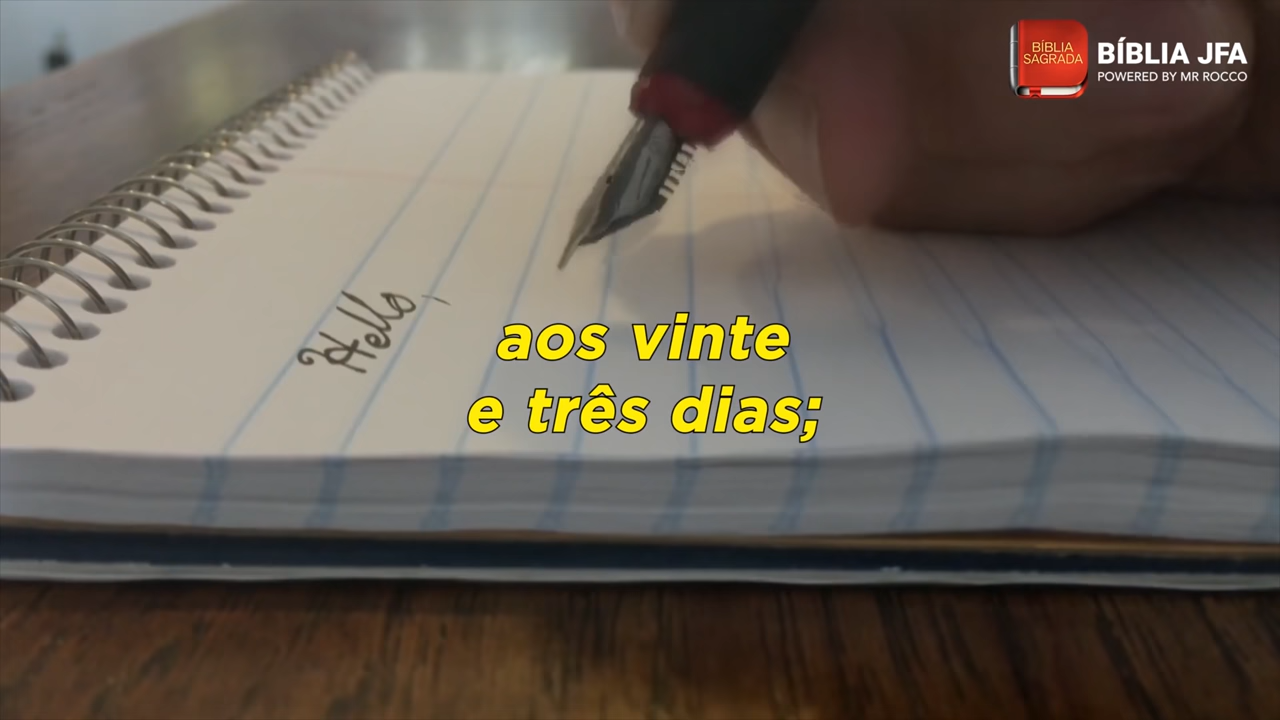 BÍBLIA
SAGRADA
BÍBLIA JFA
POWERED BY MR ROCCO
Hello,
aos vinte
e três dias;